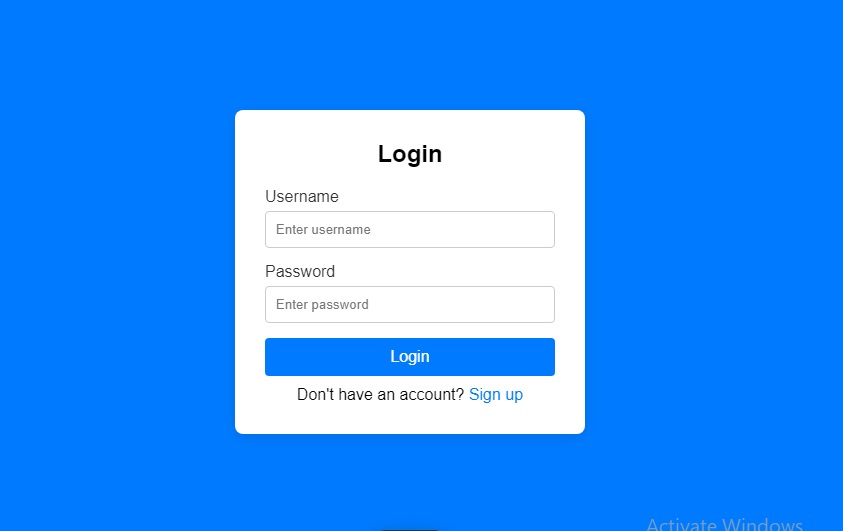 Login
Username
Enter username
Password
Enter password
Login
Don't have an account? Sign up
Activate Windows